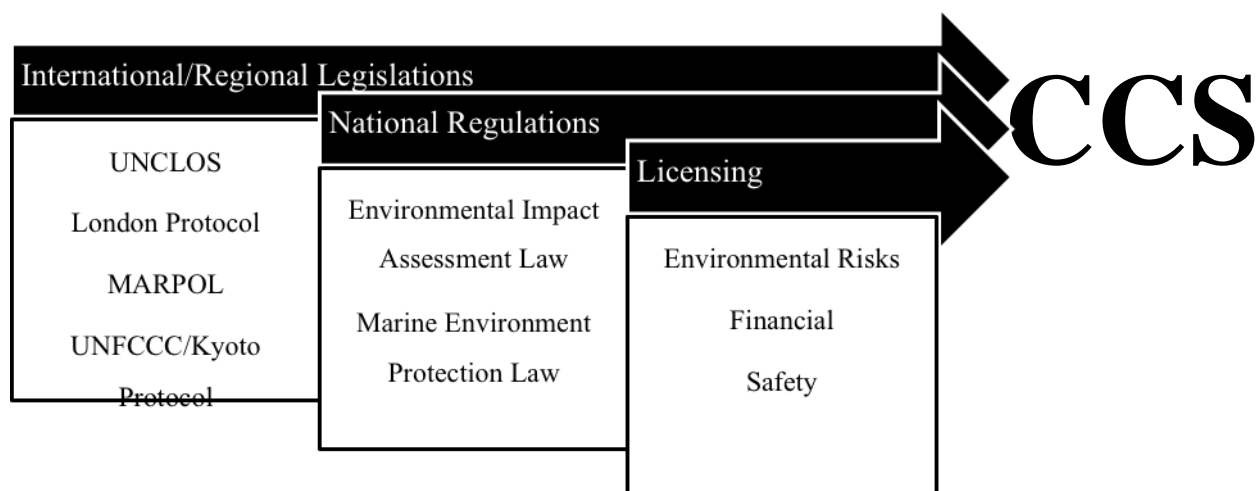 International/Regional Legislations
UNCLOS
London Protocol
MARPOL
UNFCCC/Kyoto
Protocol
National Regulations
Environmental Impact
Assessment Law
Marine Environment
Protection Law
Licensing
Environmental Risks
Financial
Safety
CCS